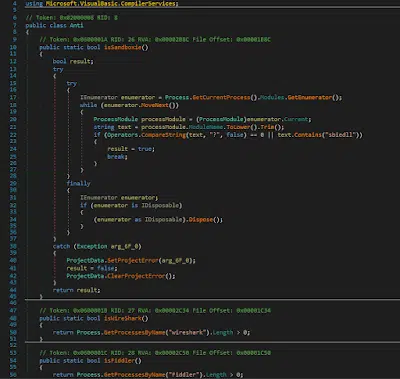 using Microsoft.VisualBasic.CompilerServices;
// Token: 0x02000008 RID: 8
public class Anti
{
// Token: 0x0600001A RID: 26 RVA: 0x00002B8C File Offset: 0x00001B8C
public static bool isSandboxie()
{
bool result;
try
{
try
{
IEnumerator enumerator = Process.GetCurrentProcess().Modules.GetEnumerator();
while (enumerator.MoveNext())
{
ProcessModule processModule = (ProcessModule)enumerator.Current;
string text = processModule.ModuleName.ToLower().Trim();
if (Operators.CompareString(text, "?", false) == 0 || text.Contains("sbiedll"))
{
result = true;
break;
}
}
}
finally
{
IEnumerator enumerator;
if (enumerator is IDisposable)
{
(enumerator as IDisposable).Dispose();
}
}
}
catch (Exception arg_6F_0)
{
ProjectData.SetProjectError(arg_6F_0);
result = false;
ProjectData.ClearProjectError();
}
return result;
}
// Token: 0x0600001B RID: 27 RVA: 0x00002C34 File Offset: 0x00001C34
public static bool isWireShark()
{
return Process.GetProcessesByName("wireshark").Length > 0;
}
// Token: 0x0600001C RID: 28 RVA: 0x00002C50 File Offset: 0x00001C50
public static bool isFiddler()
{
return Process.GetProcessesByName("Fiddler").Length > 0;